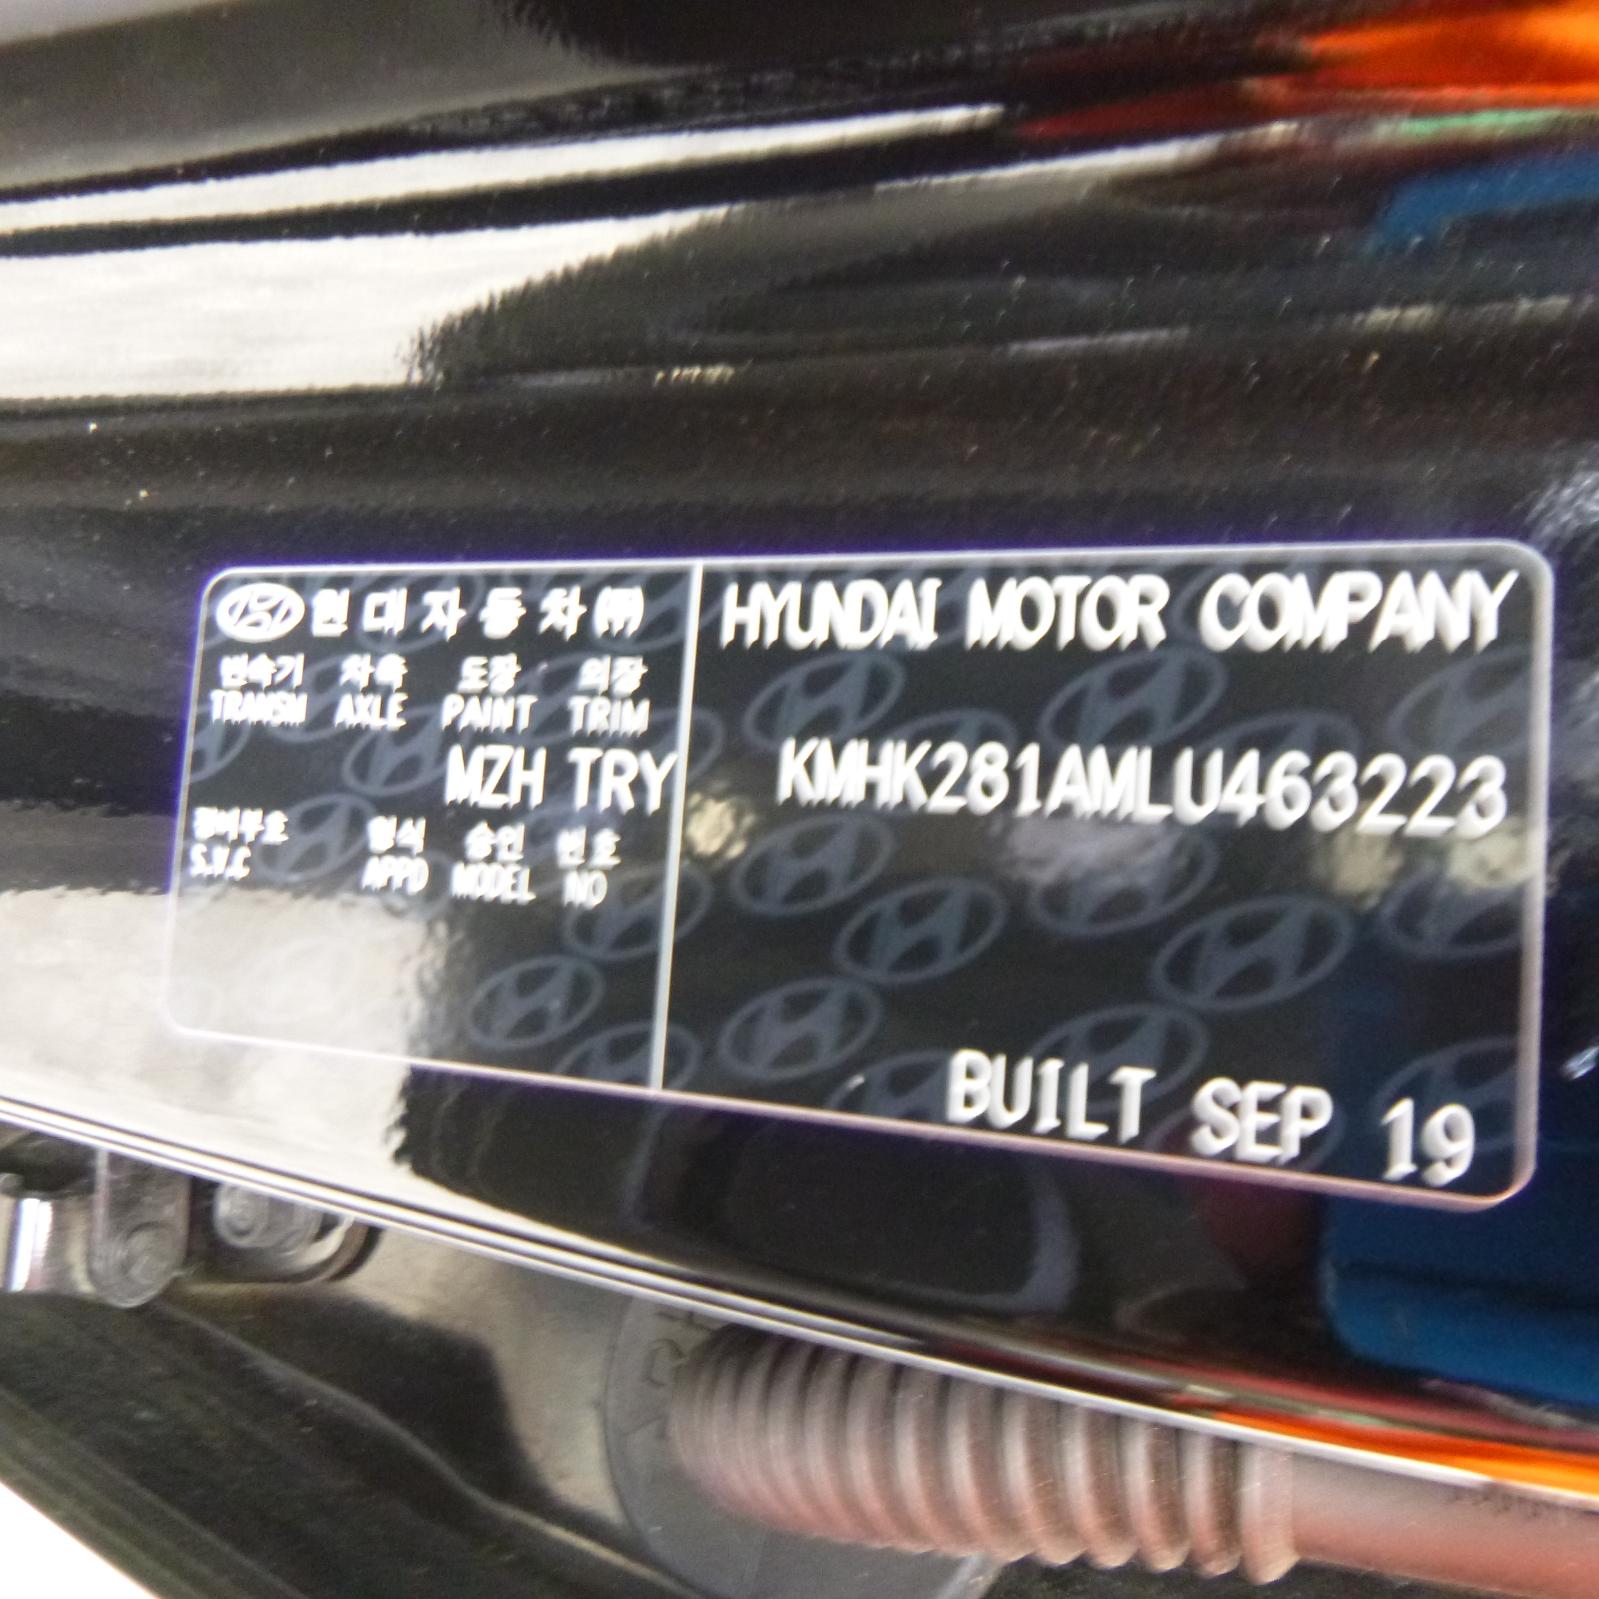 현대자동차㈜
변속기 차축 도장 의장
TRANSM AXLE PAINT TRIM
MZH TRY
정비부호 형식 승인 번호
S.V.C APPD MODEL NO
HYUNDAI MOTOR COMPANY
KMHK281AMLU463223
BUILT SEP 19